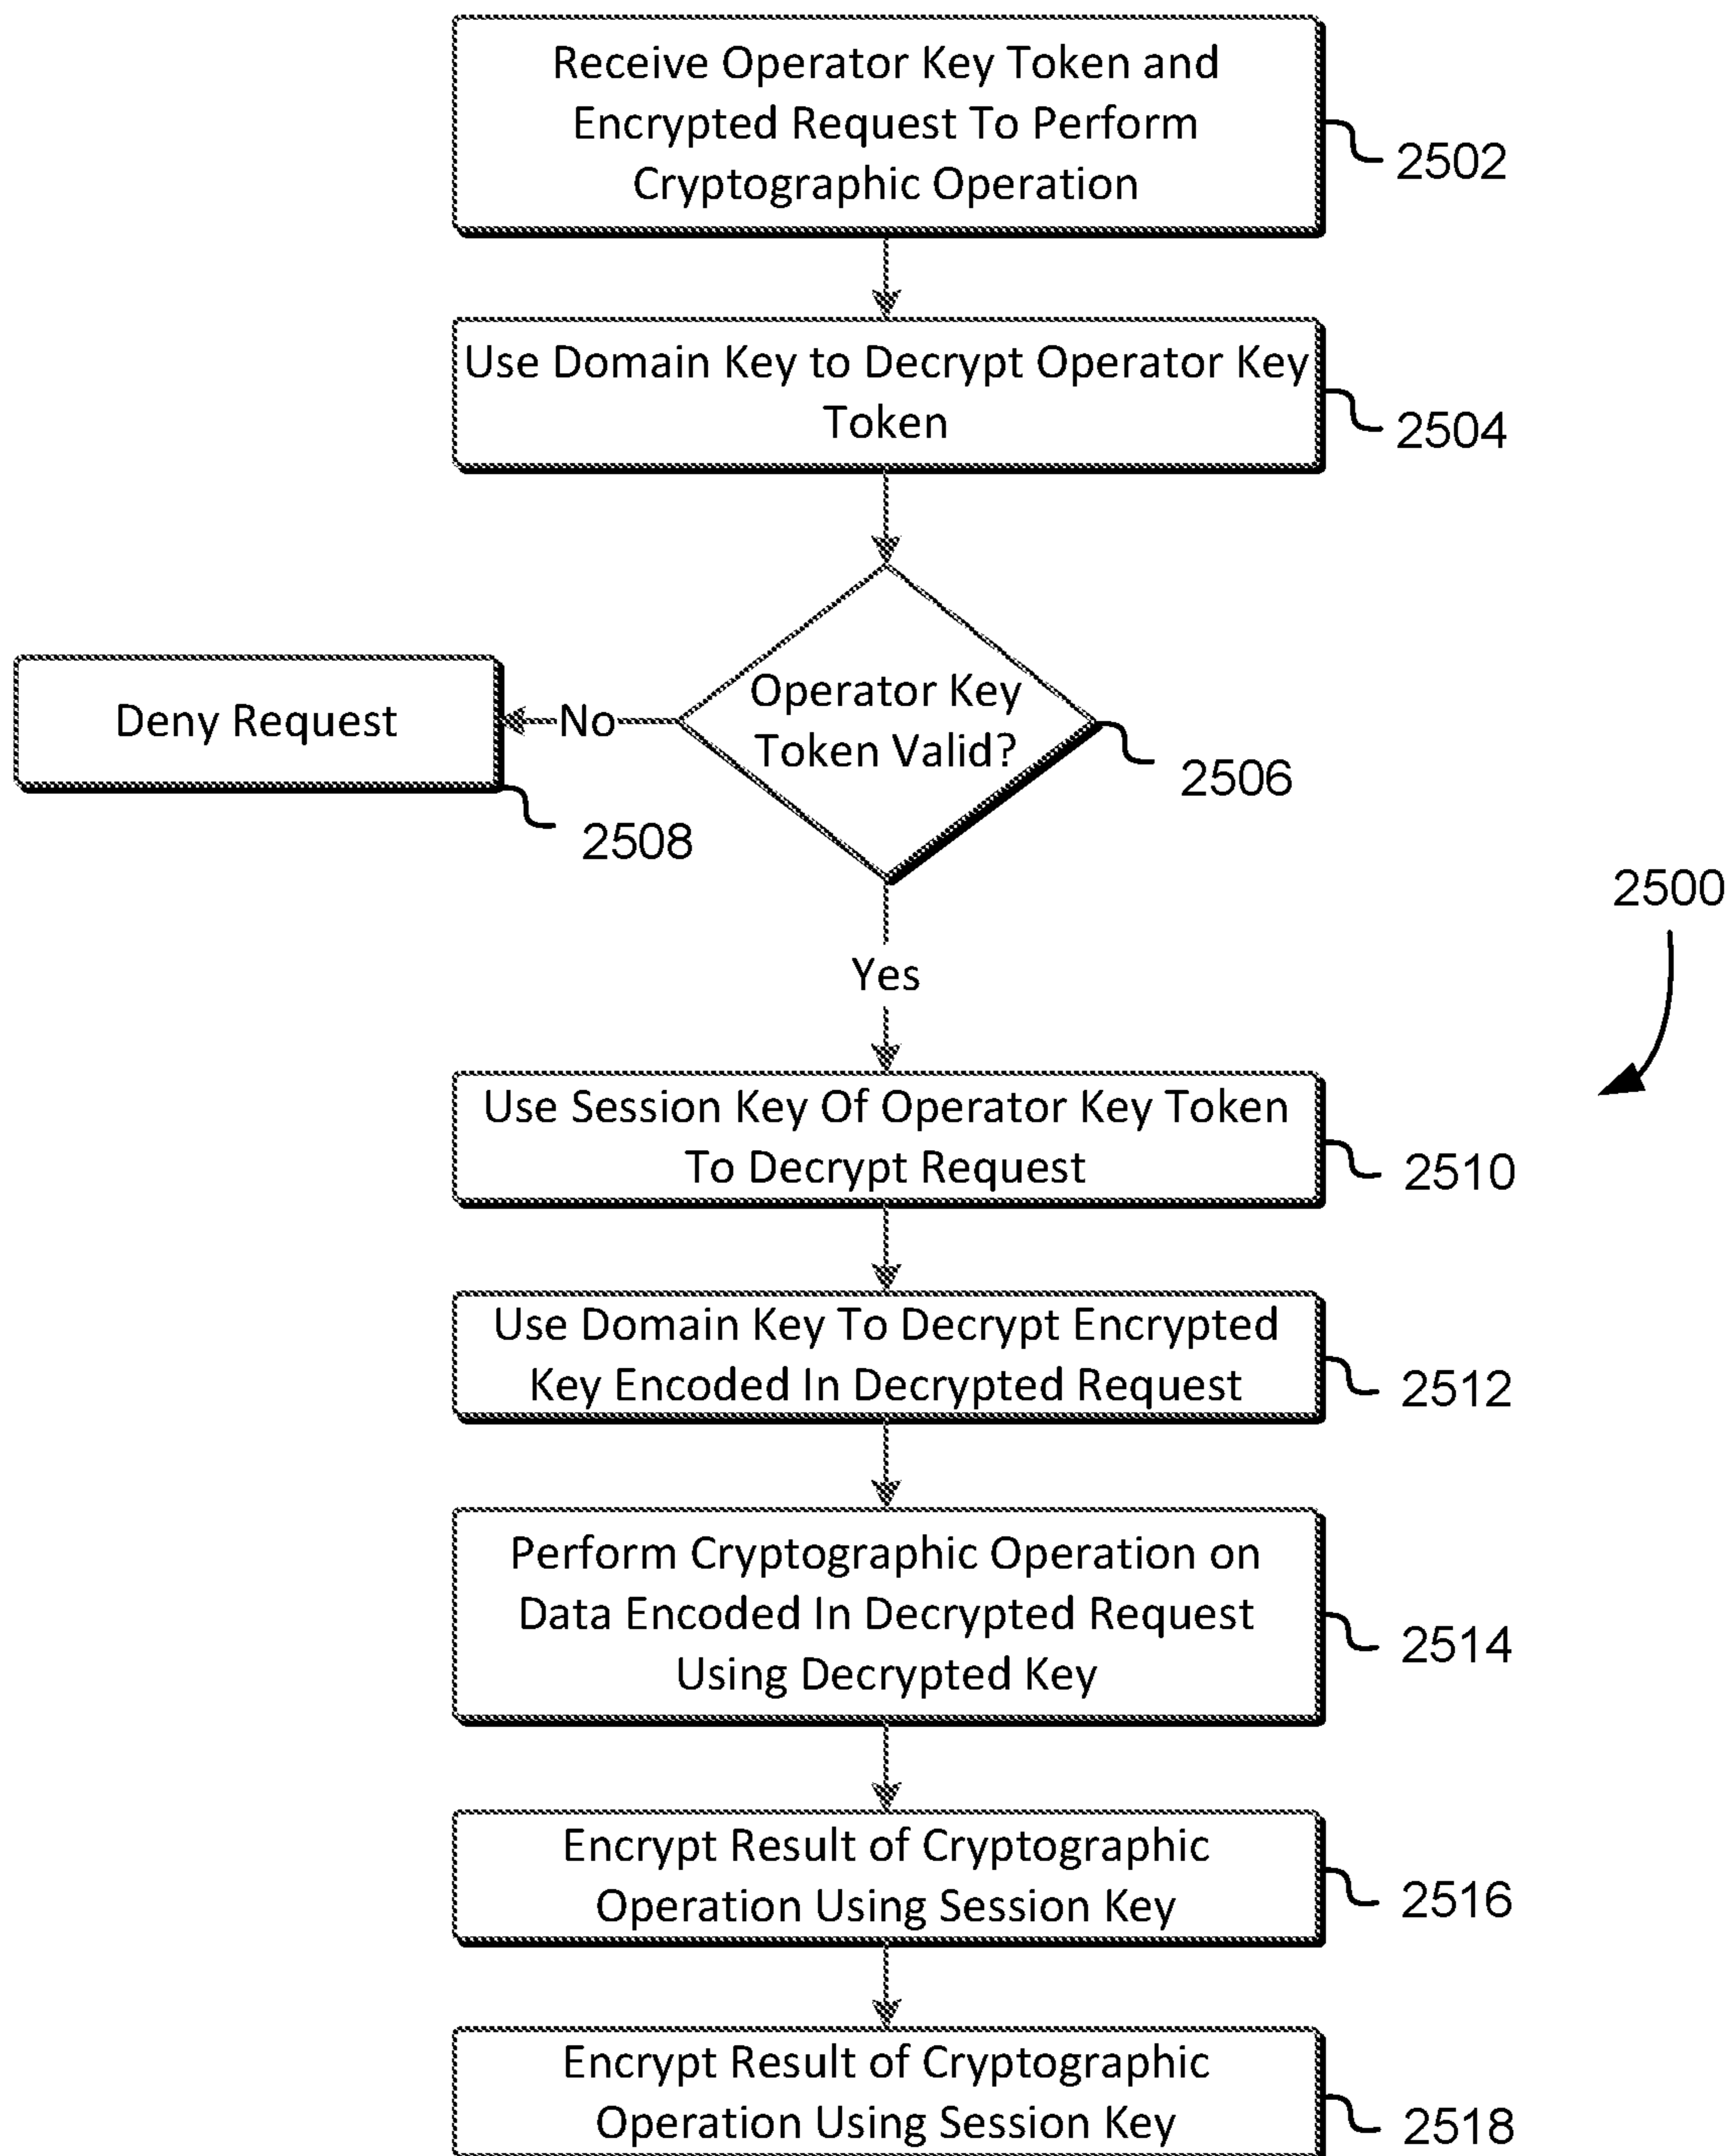 Receive Operator Key Token and
Encrypted Request To Perform
Cryptographic Operation
2502
Use Domain Key to Decrypt Operator Key
Token
2504
Operator Key
Token Valid?
2506
No
Deny Request
2508
2500
Yes
Use Session Key Of Operator Key Token
To Decrypt Request
2510
Use Domain Key To Decrypt Encrypted
Key Encoded In Decrypted Request
2512
Perform Cryptographic Operation on
Data Encoded In Decrypted Request
Using Decrypted Key
2514
Encrypt Result of Cryptographic
Operation Using Session Key
2516
Encrypt Result of Cryptographic
Operation Using Session Key
2518